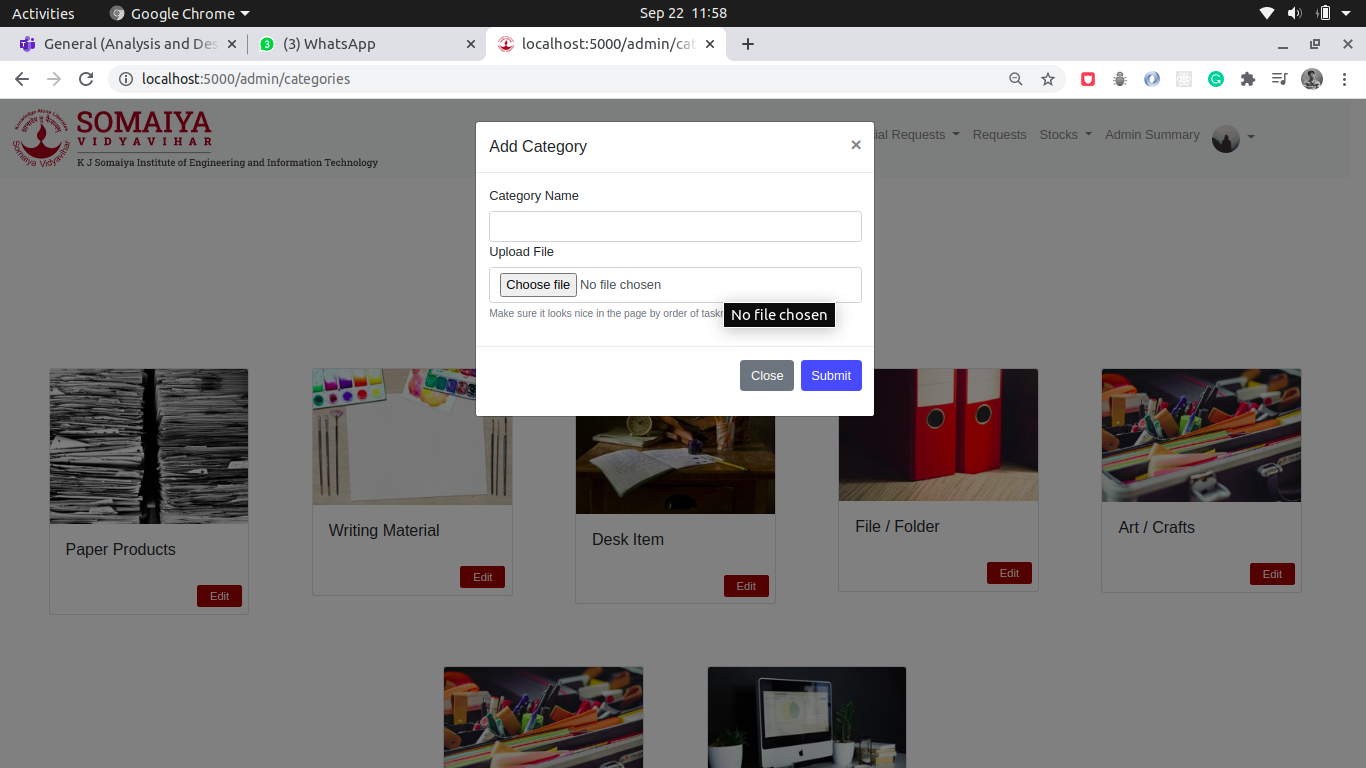 Activities Google Chrome Sep 22 11:58
General (Analysis and Des (3) WhatsApp localhost:5000/admin/cat
localhost:5000/admin/categories
SOMAIYA
VIDYAVIHAR
K J Somaiya Institute of Engineering and Information Technology
Somaiya Vidyavihar
cial Requests Requests Stocks Admin Summary
Add Category ×
Category Name
Upload File
Choose file No file chosen
Make sure it looks nice in the page by order of
No file chosen
Close Submit
Paper Products
Edit
Writing Material
Edit
Desk Item
Edit
File / Folder
Edit
Art / Crafts
Edit